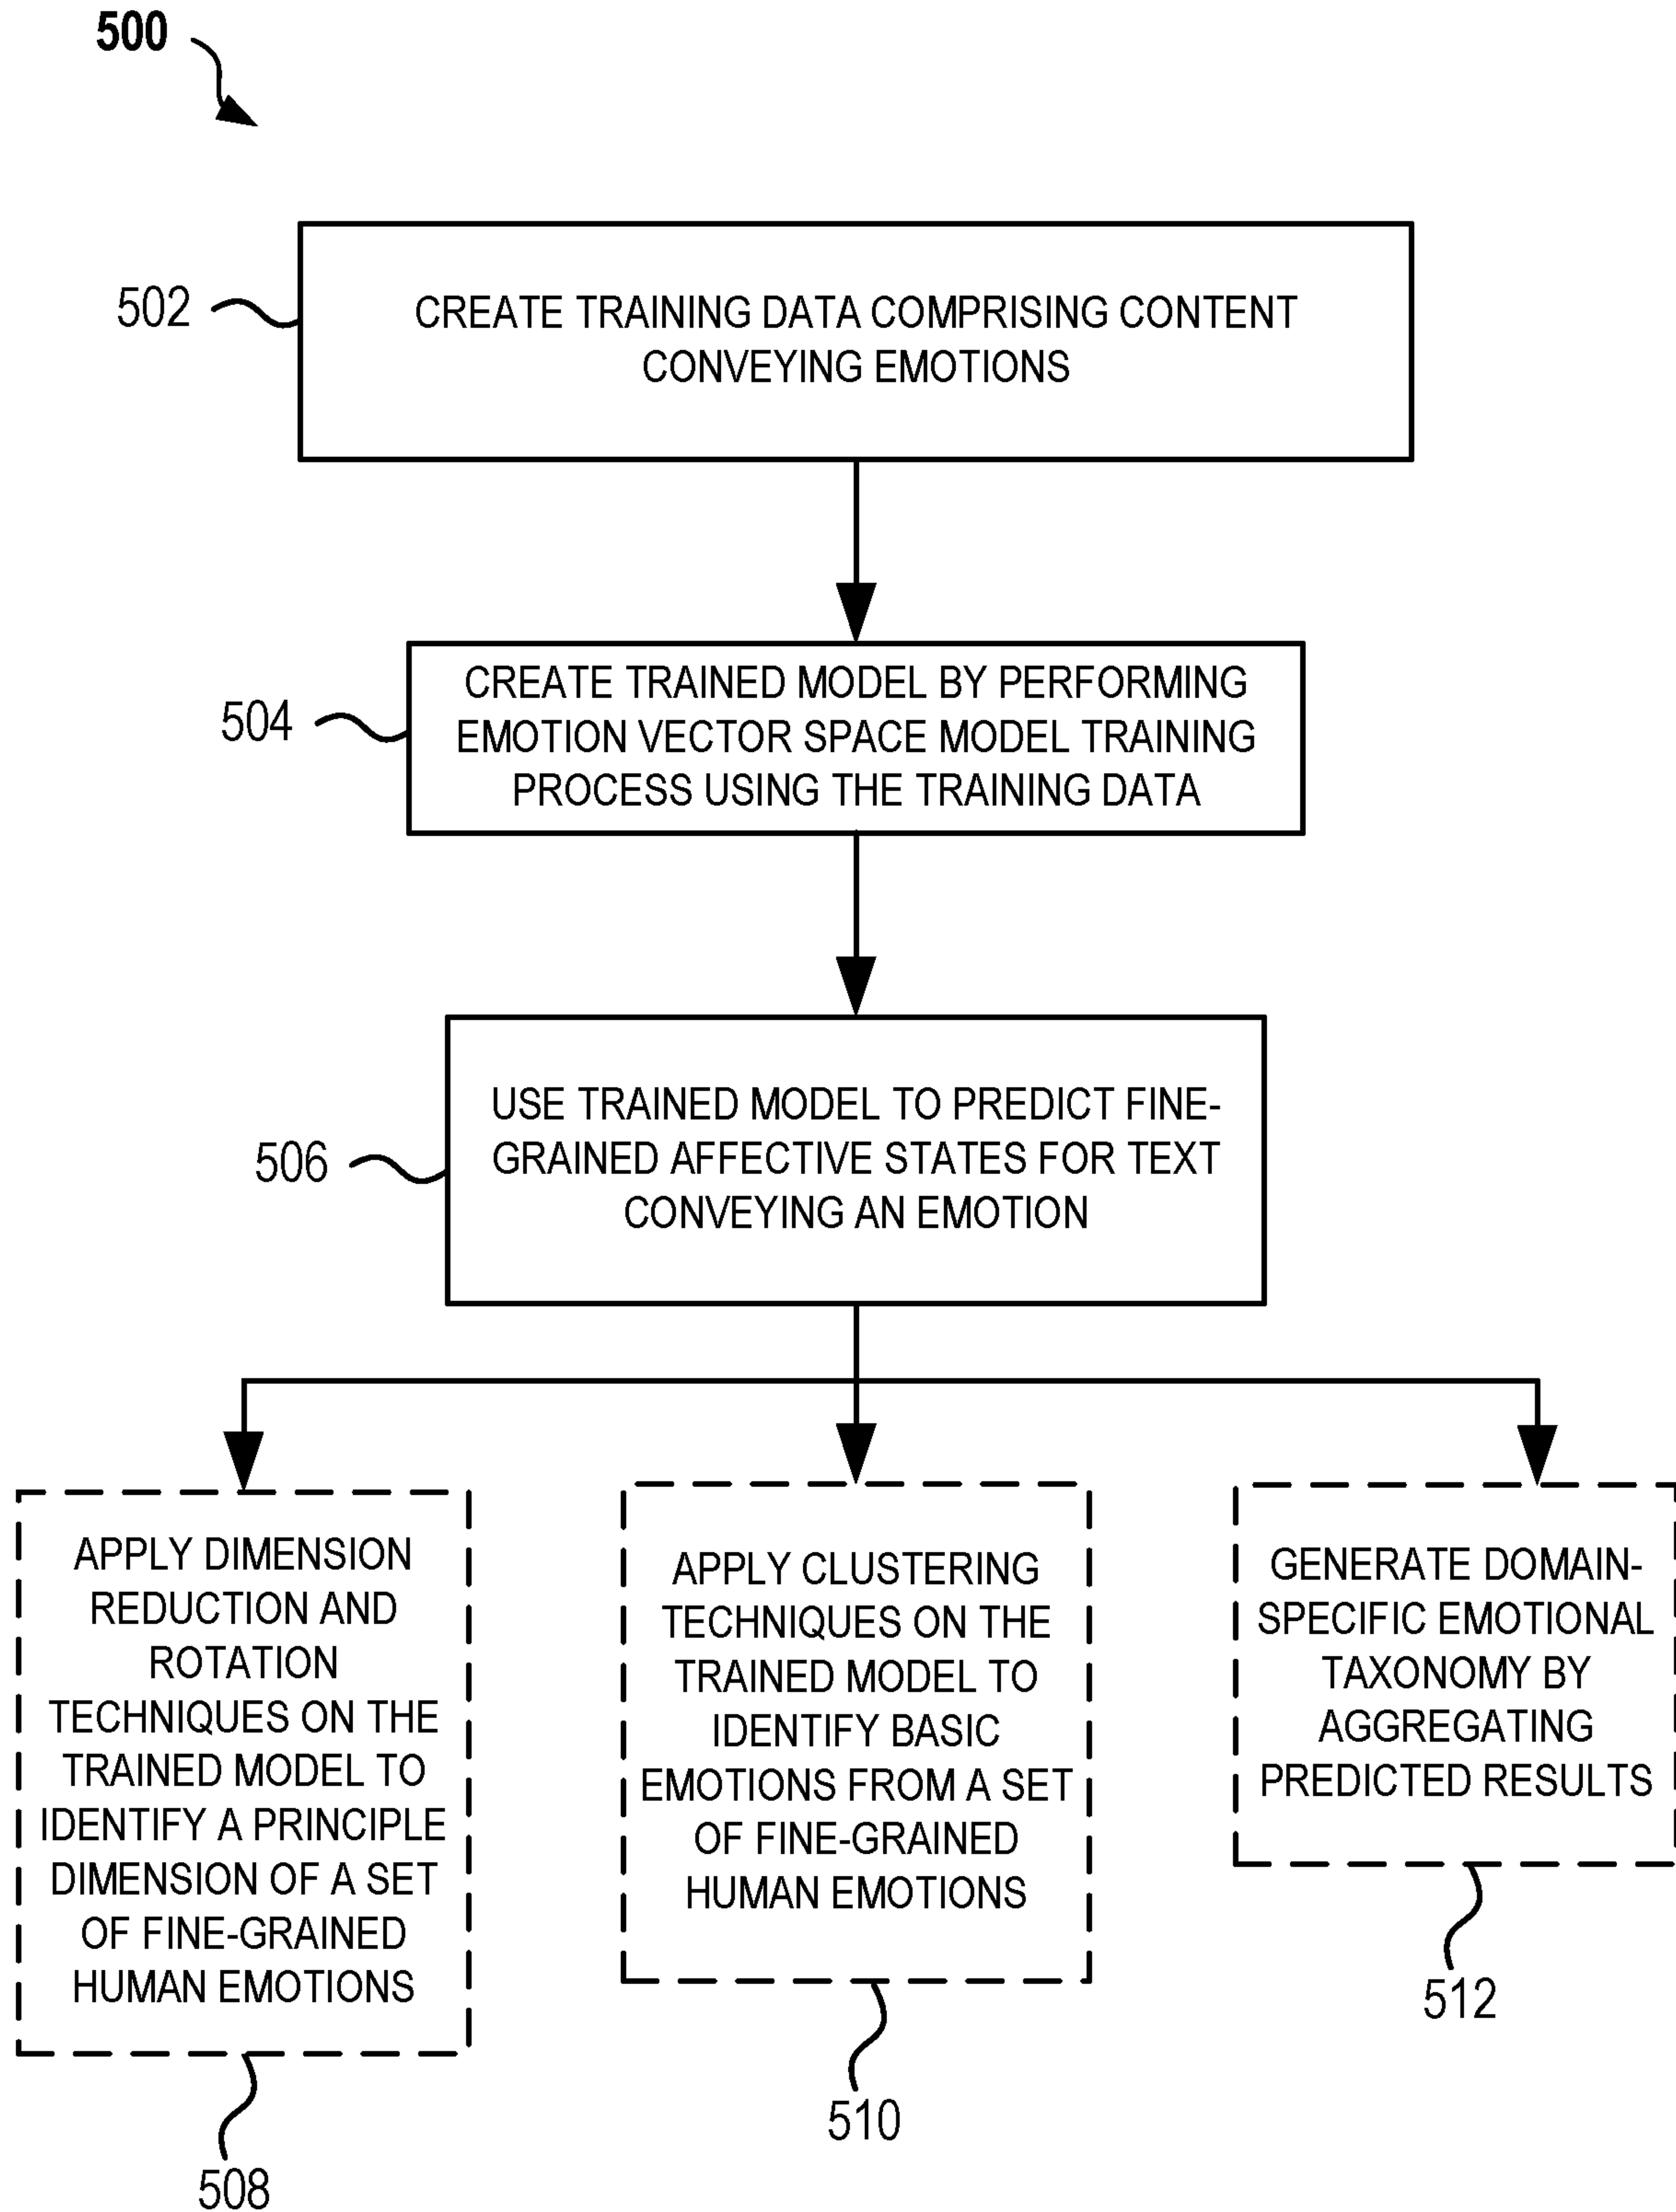 500
502
CREATE TRAINING DATA COMPRISING CONTENT
CONVEYING EMOTIONS
504
CREATE TRAINED MODEL BY PERFORMING
EMOTION VECTOR SPACE MODEL TRAINING
PROCESS USING THE TRAINING DATA
506
USE TRAINED MODEL TO PREDICT FINE-
GRAINED AFFECTIVE STATES FOR TEXT
CONVEYING AN EMOTION
APPLY DIMENSION
REDUCTION AND
ROTATION
TECHNIQUES ON THE
TRAINED MODEL TO
IDENTIFY A PRINCIPLE
DIMENSION OF A SET
OF FINE-GRAINED
HUMAN EMOTIONS
508
APPLY CLUSTERING
TECHNIQUES ON THE
TRAINED MODEL TO
IDENTIFY BASIC
EMOTIONS FROM A SET
OF FINE-GRAINED
HUMAN EMOTIONS
510
GENERATE DOMAIN-
SPECIFIC EMOTIONAL
TAXONOMY BY
AGGREGATING
PREDICTED RESULTS
512